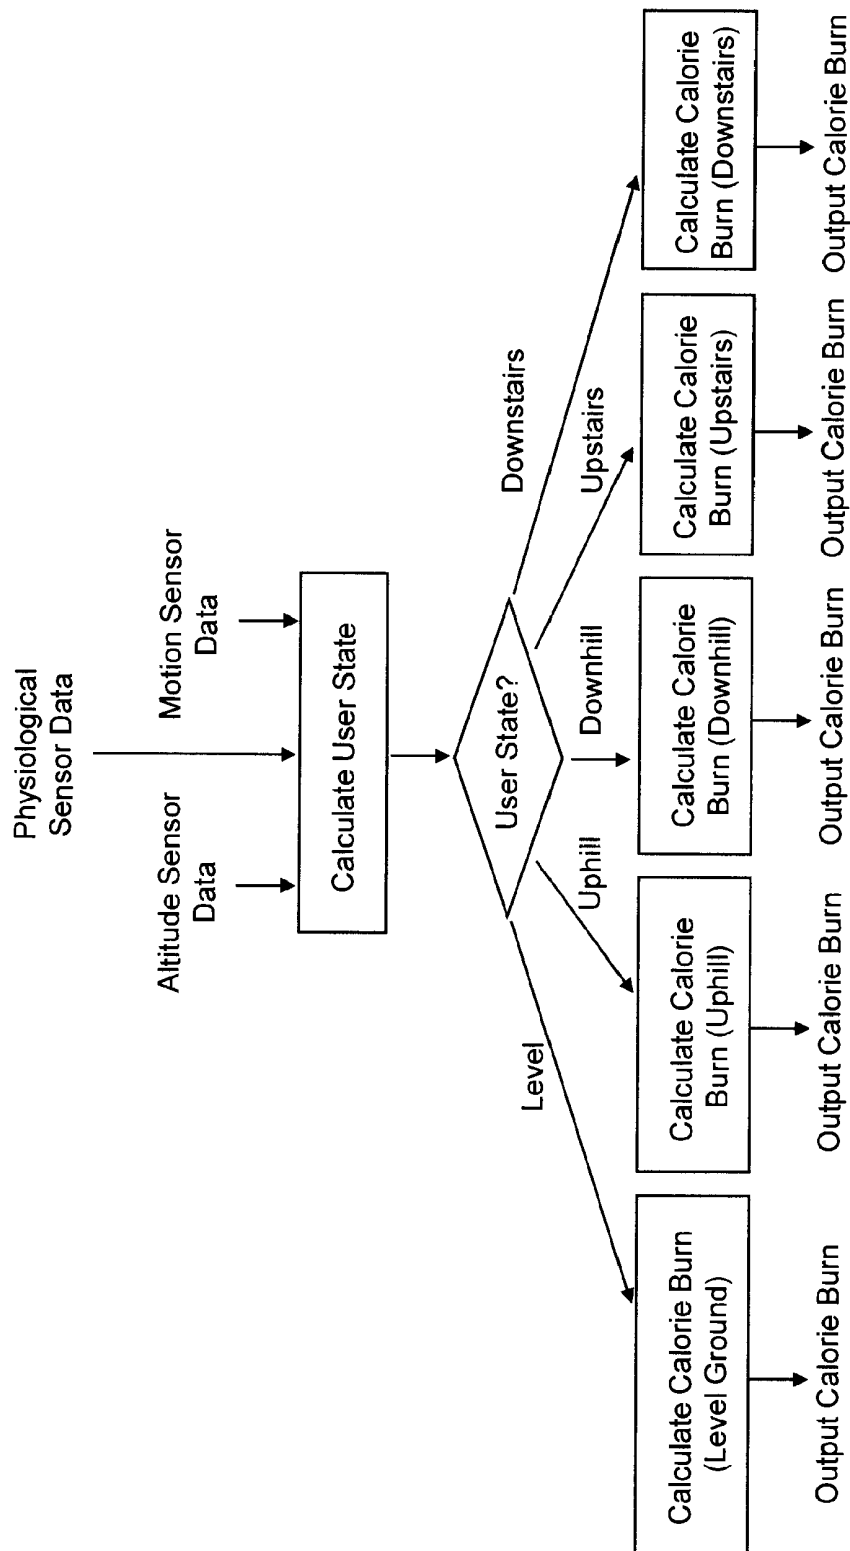 Physiological
Sensor Data
Altitude Sensor
Data
Motion Sensor
Data
Calculate User State
User State?
Level
Uphill
Downhill
Upstairs
Downstairs
Calculate Calorie Burn
(Level Ground)
Calculate Calorie
Burn (Uphill)
Calculate Calorie
Burn (Downhill)
Calculate Calorie
Burn (Upstairs)
Calculate Calorie
Burn (Downstairs)
Output Calorie Burn
Output Calorie Burn
Output Calorie Burn
Output Calorie Burn
Output Calorie Burn